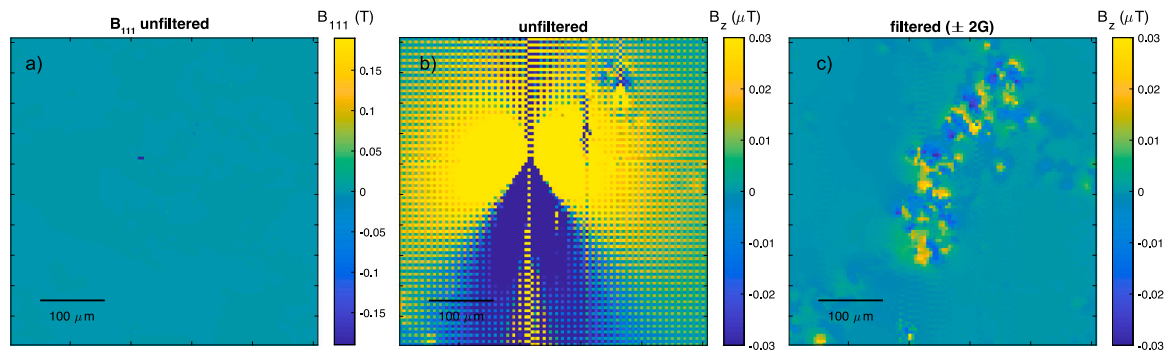 B111 unfiltered
B111 (T)
a)
0.15
0.1
0.05
0
-0.05
-0.1
-0.15
100 μm
unfiltered
Bz (μT)
b)
0.03
0.02
0.01
0
-0.01
-0.02
-0.03
100 μm
filtered (± 2G)
Bz (μT)
c)
0.03
0.02
0.01
0
-0.01
-0.02
-0.03
100 μm